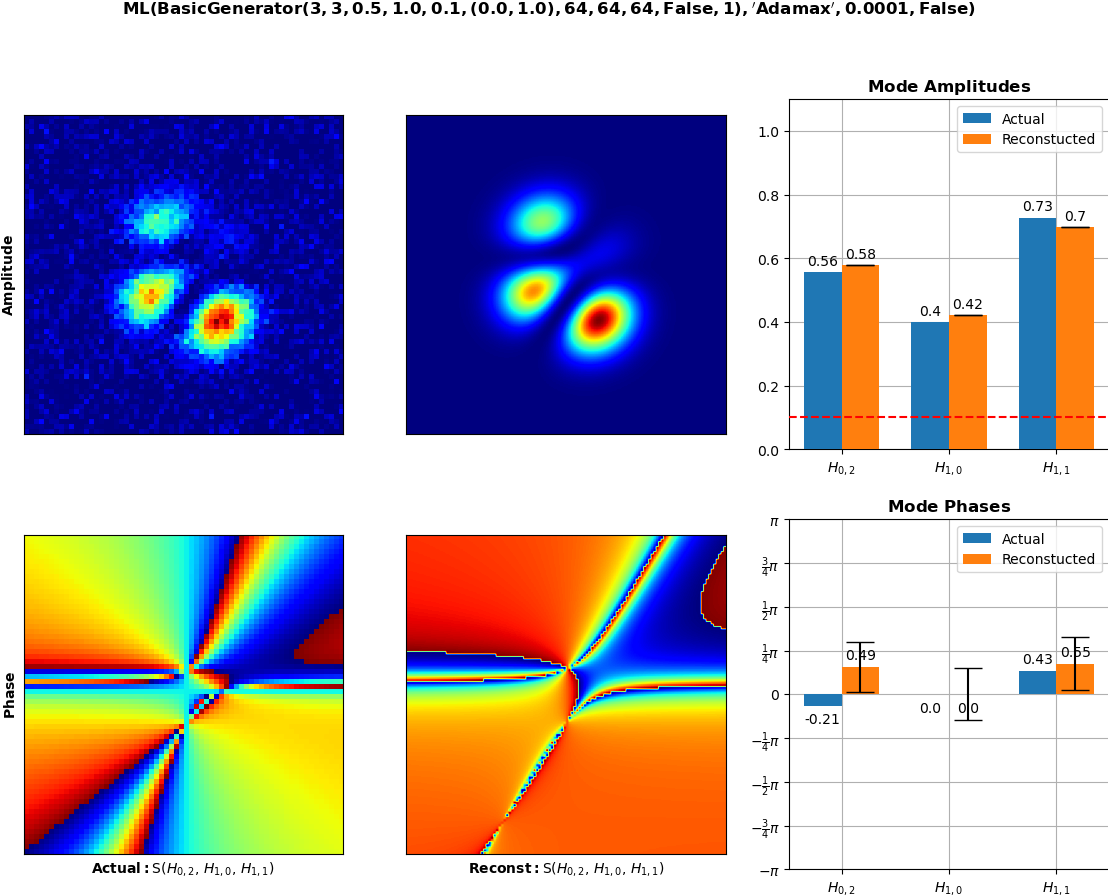 ML(BasicGenerator(3, 3, 0.5, 1.0, 0.1, (0.0, 1.0), 64, 64, 64, False, 1), ′Adamax′, 0.0001, False)
Mode Amplitudes
Actual
Reconstucted
1.0
0.8
0.6
0.4
0.2
0.0
0.56
0.58
0.4
0.42
0.73
0.7
H0, 2
H1, 0
H1, 1
Amplitude
Mode Phases
Actual
Reconstucted
π
3/4π
1/2π
1/4π
0
−1/4π
−1/2π
−3/4π
−π
-0.21
0.49
0.0
0.0
0.43
0.55
H0, 2
H1, 0
H1, 1
Phase
Actual: S(H0, 2, H1, 0, H1, 1)
Reconst: S(H0, 2, H1, 0, H1, 1)